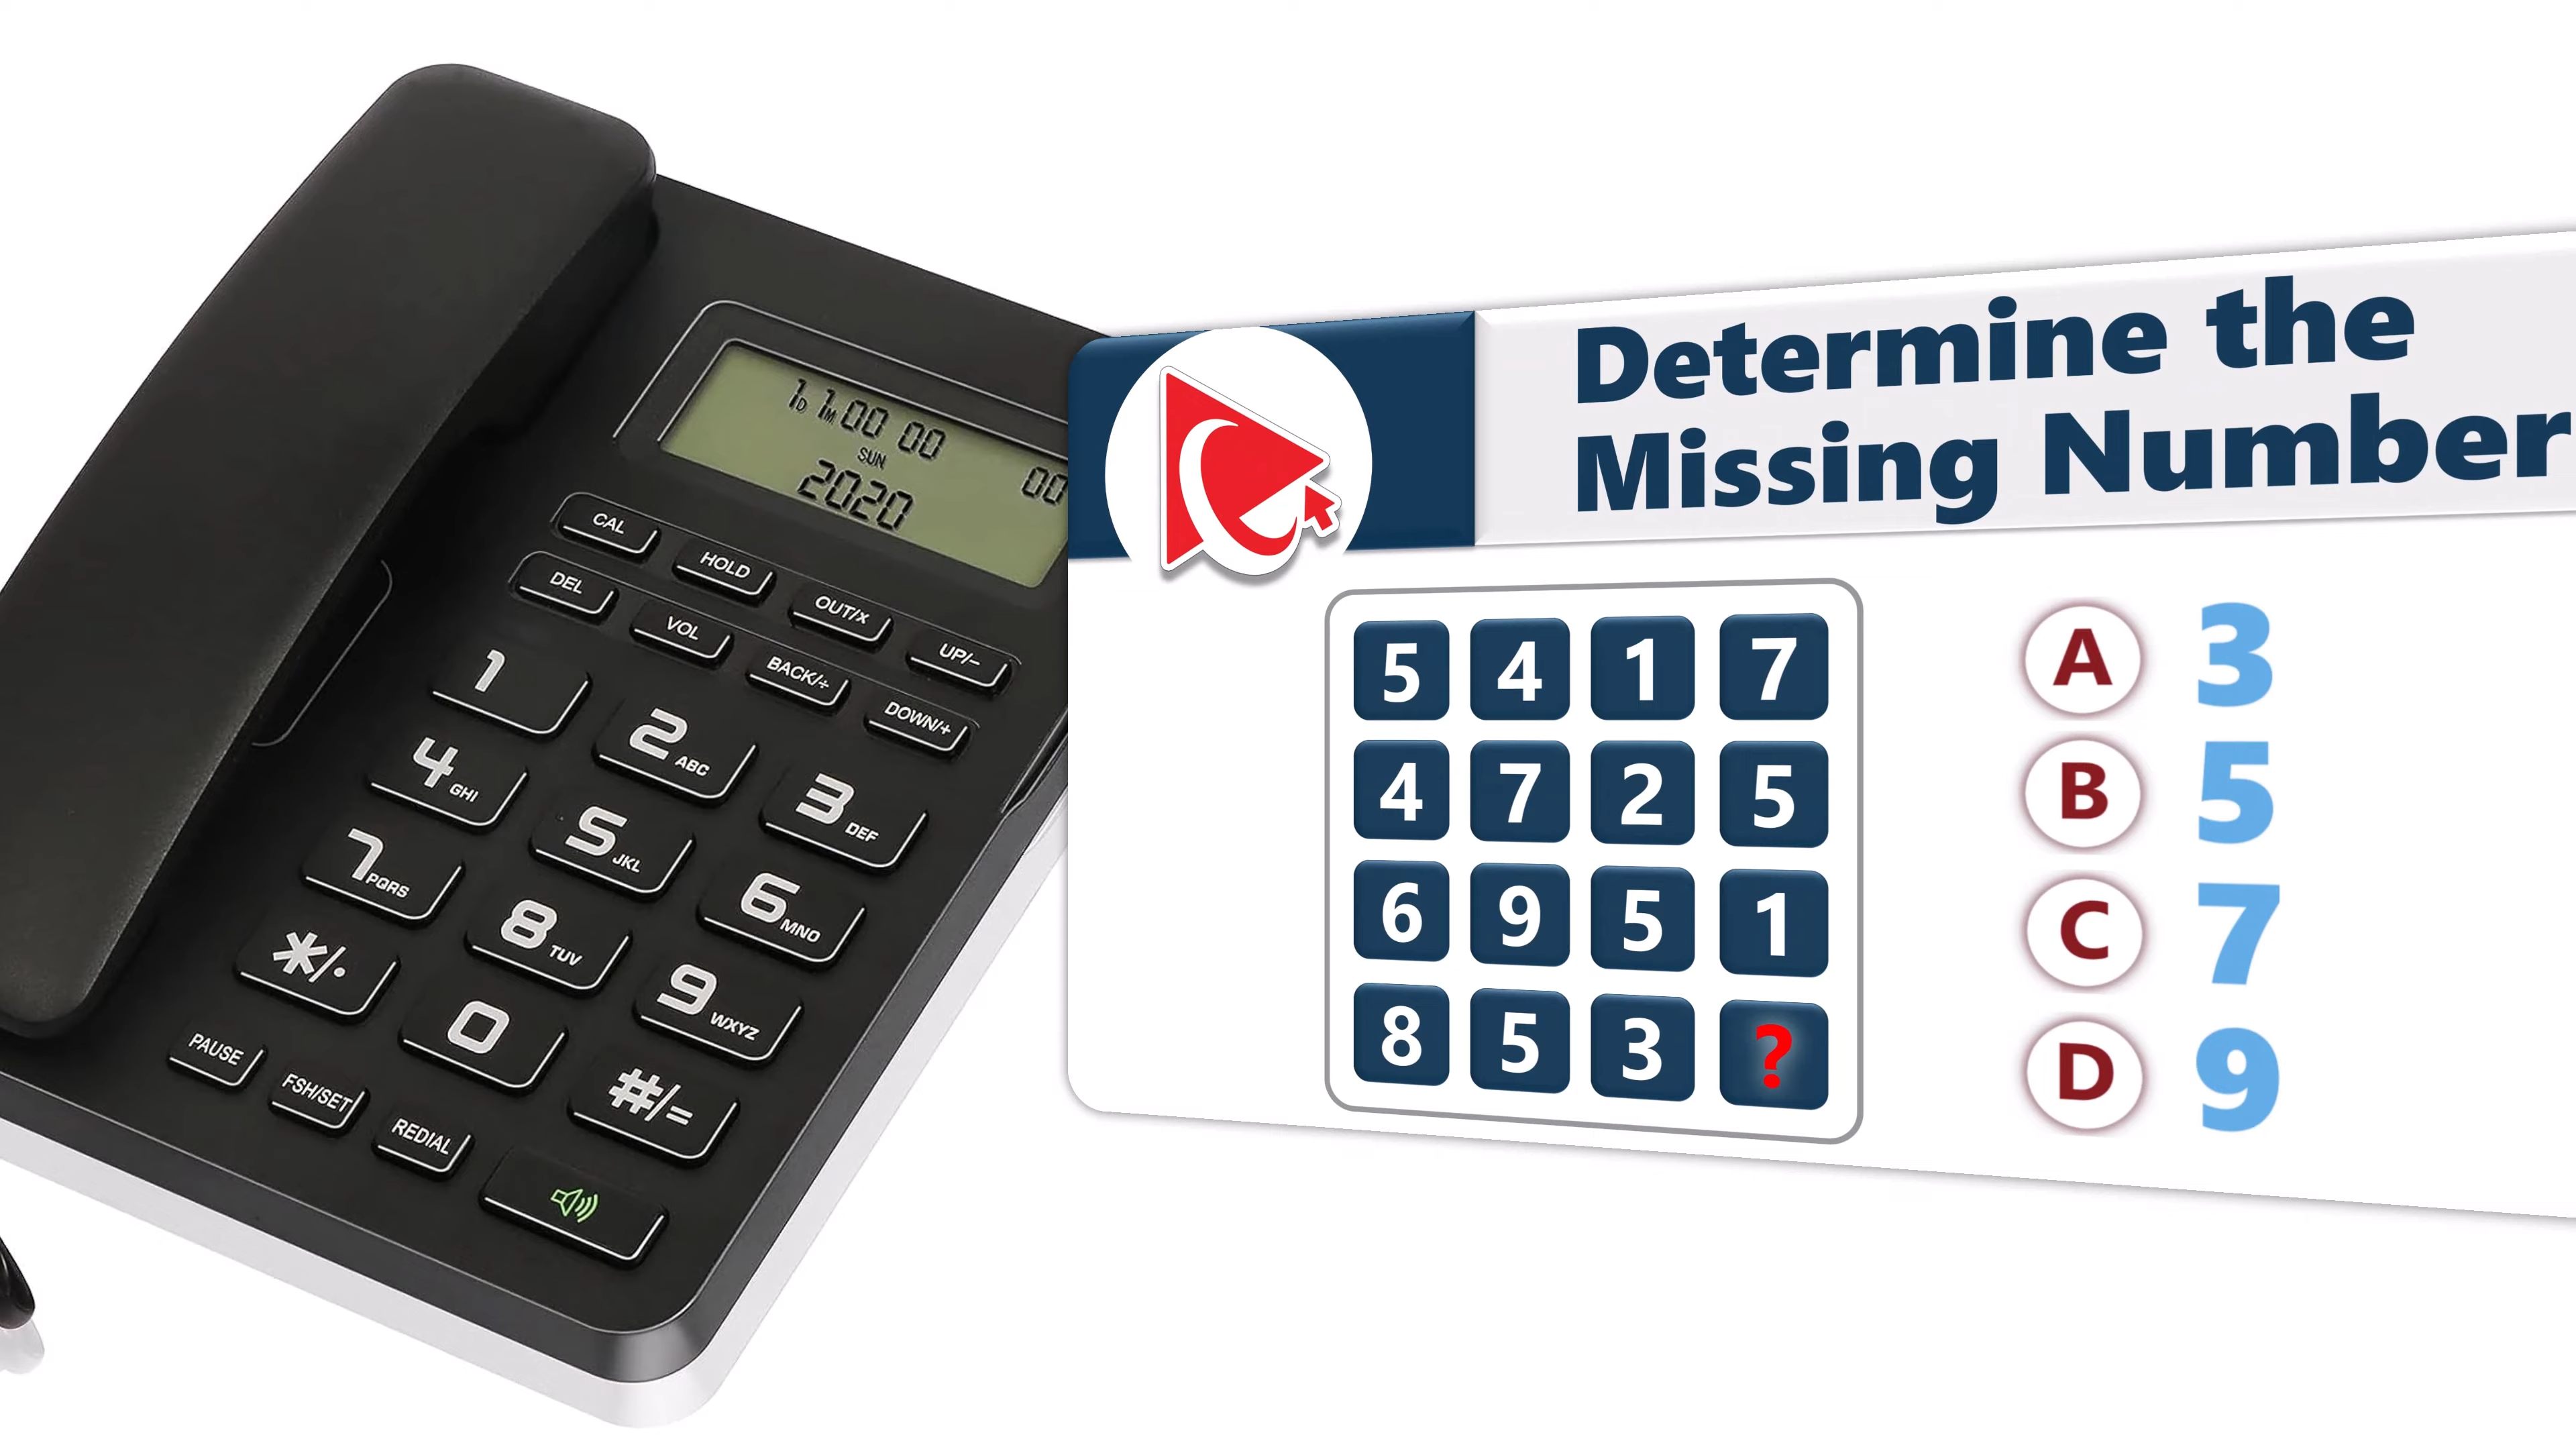 1D 1M 00 00
SUN
2020 00
CAL HOLD OUT/x UP/−
DEL VOL BACK/÷ DOWN/+
1 2 ABC 3 DEF
4 GHI 5 JKL 6 MNO
7 PQRS 8 TUV 9 WXYZ
*/· 0 #/=
PAUSE FSH/SET REDIAL
Determine the
Missing Number
5 4 1 7
4 7 2 5
6 9 5 1
8 5 3 ?
A 3
B 5
C 7
D 9